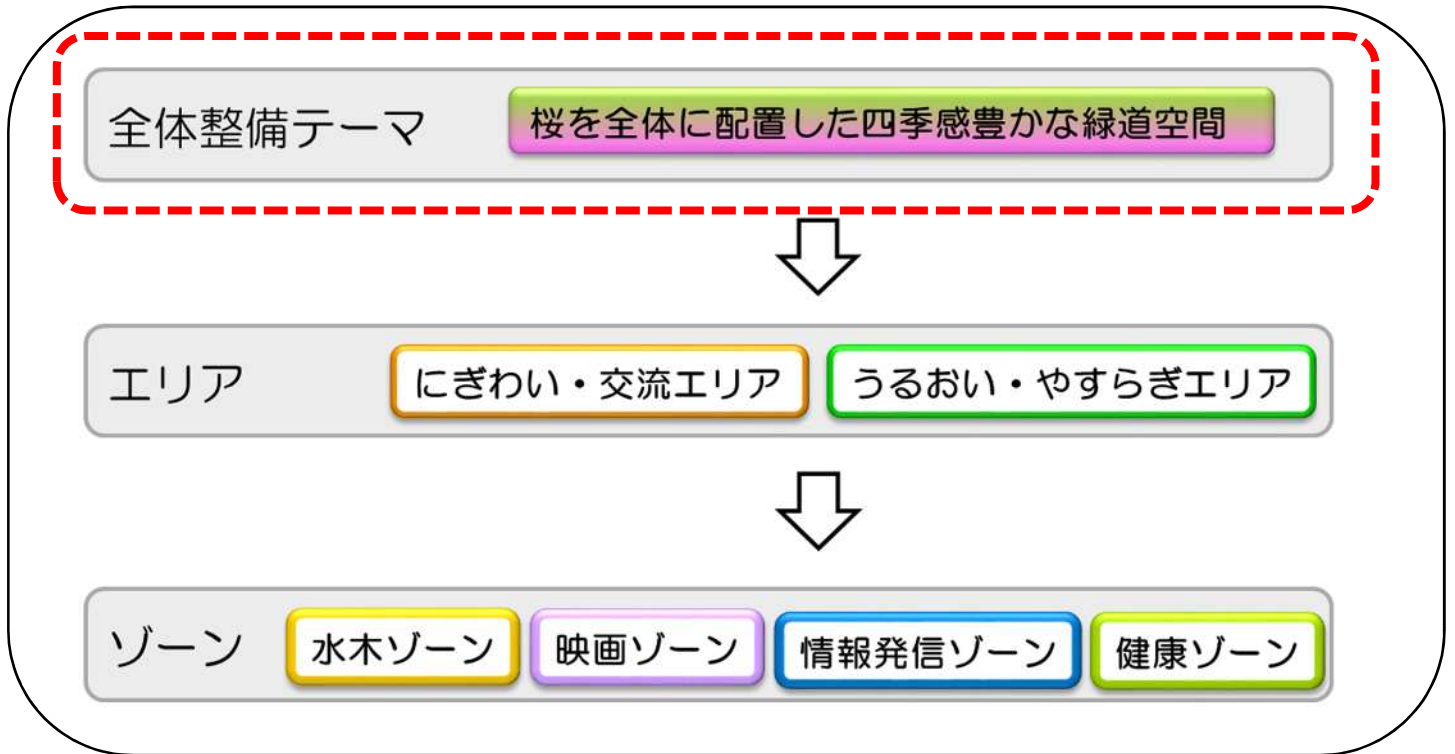 全体整備テーマ 桜を全体に配置した四季感豊かな緑道空間
エリア にぎわい・交流エリア うるおい・やすらぎエリア
ゾーン 水木ゾーン 映画ゾーン 情報発信ゾーン 健康ゾーン